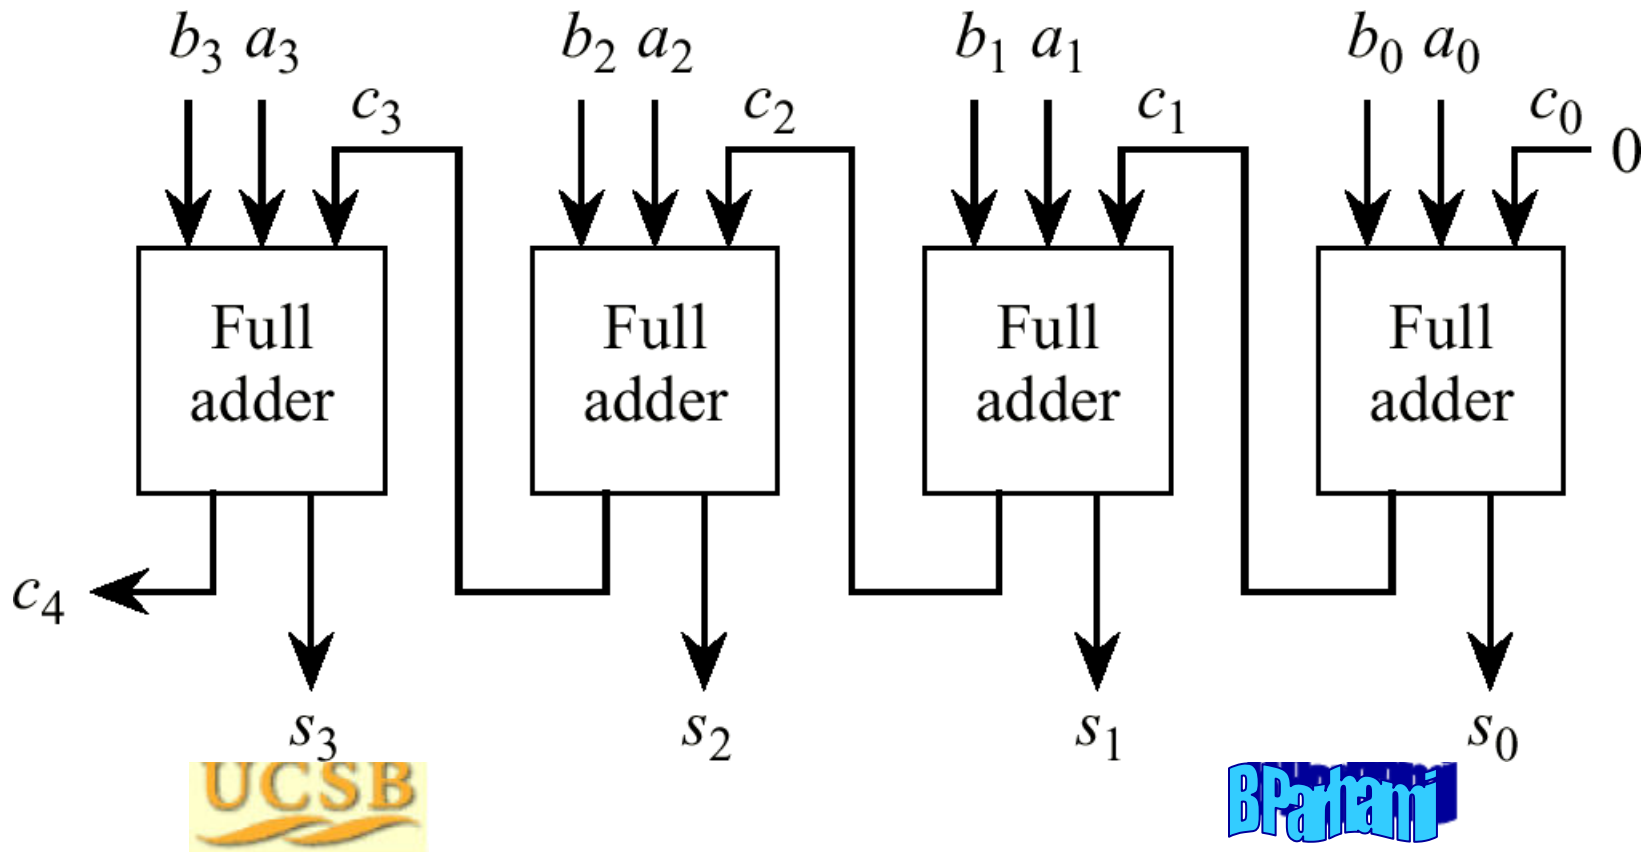 b3 a3 b2 a2 b1 a1 b0 a0
c3 c2 c1 c0 0
Full adder
Full adder
Full adder
Full adder
c4
s3 s2 s1 s0
UCSB
B Parhami